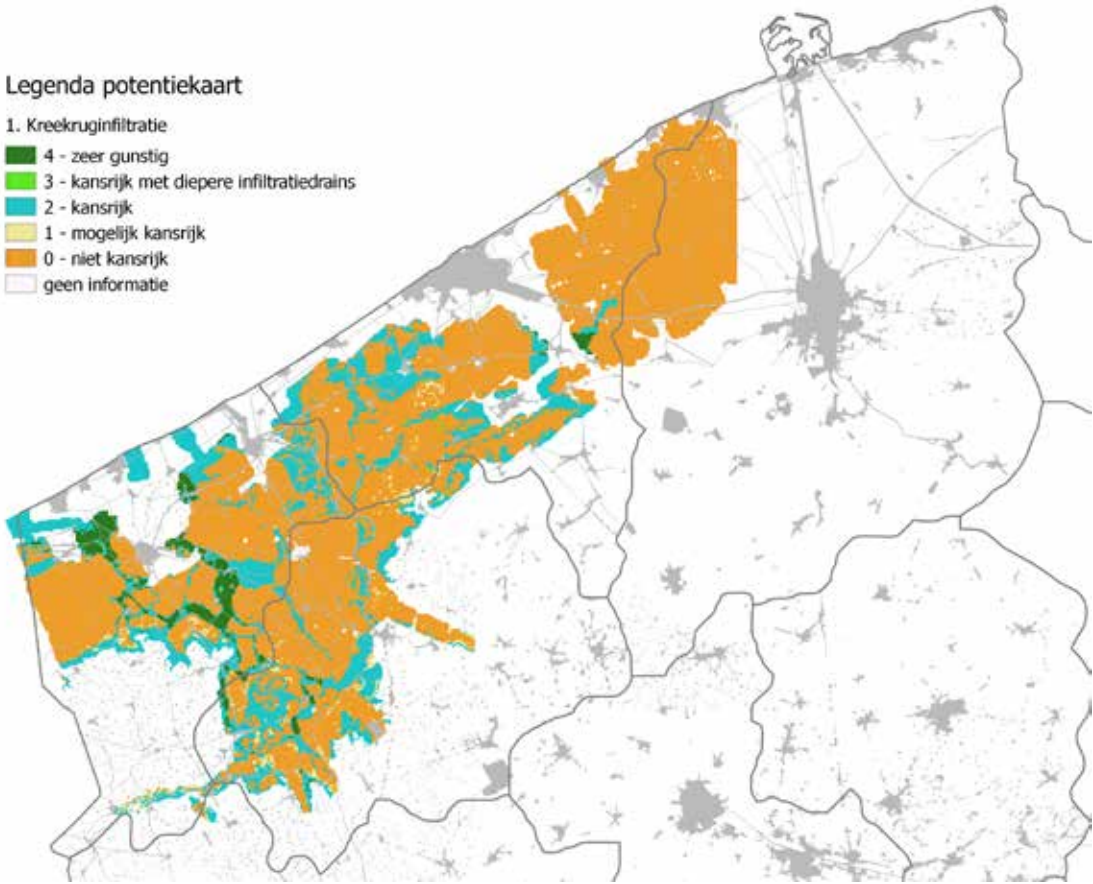 Legenda potentiekaart
1. Kreekruginfiltratie
4 - zeer gunstig
3 - kansrijk met diepere infiltratiedrains
2 - kansrijk
1 - mogelijk kansrijk
0 - niet kansrijk
geen informatie